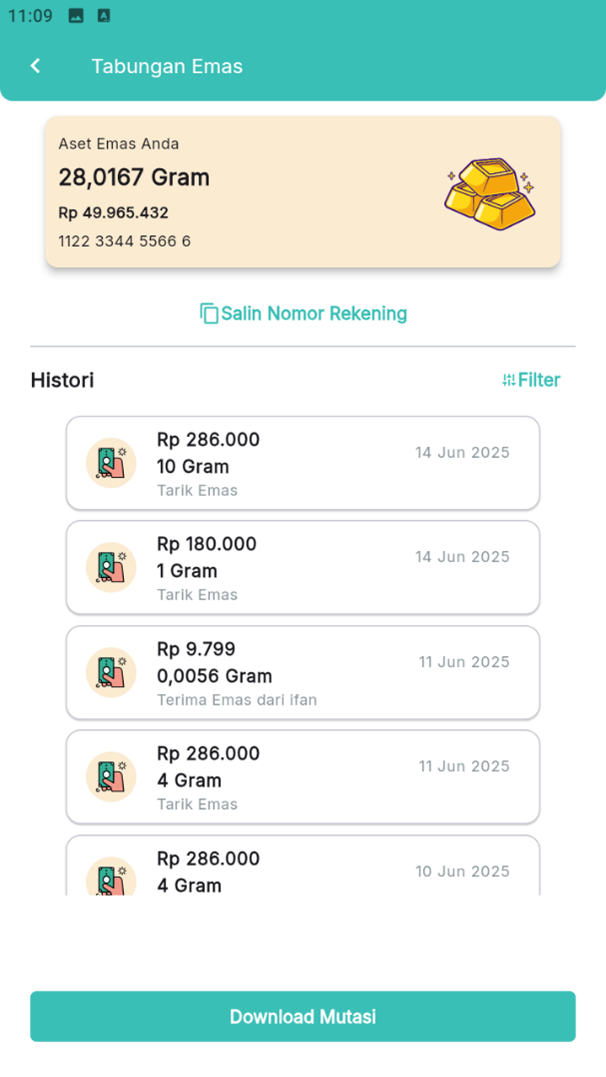 11:09
Tabungan Emas
Aset Emas Anda
28,0167 Gram
Rp 49.965.432
1122 3344 5566 6
Salin Nomor Rekening
Histori
Filter
Rp 286.000
14 Jun 2025
10 Gram
Tarik Emas
Rp 180.000
14 Jun 2025
1 Gram
Tarik Emas
Rp 9.799
11 Jun 2025
0,0056 Gram
Terima Emas dari ifan
Rp 286.000
11 Jun 2025
4 Gram
Tarik Emas
Rp 286.000
10 Jun 2025
4 Gram
Download Mutasi